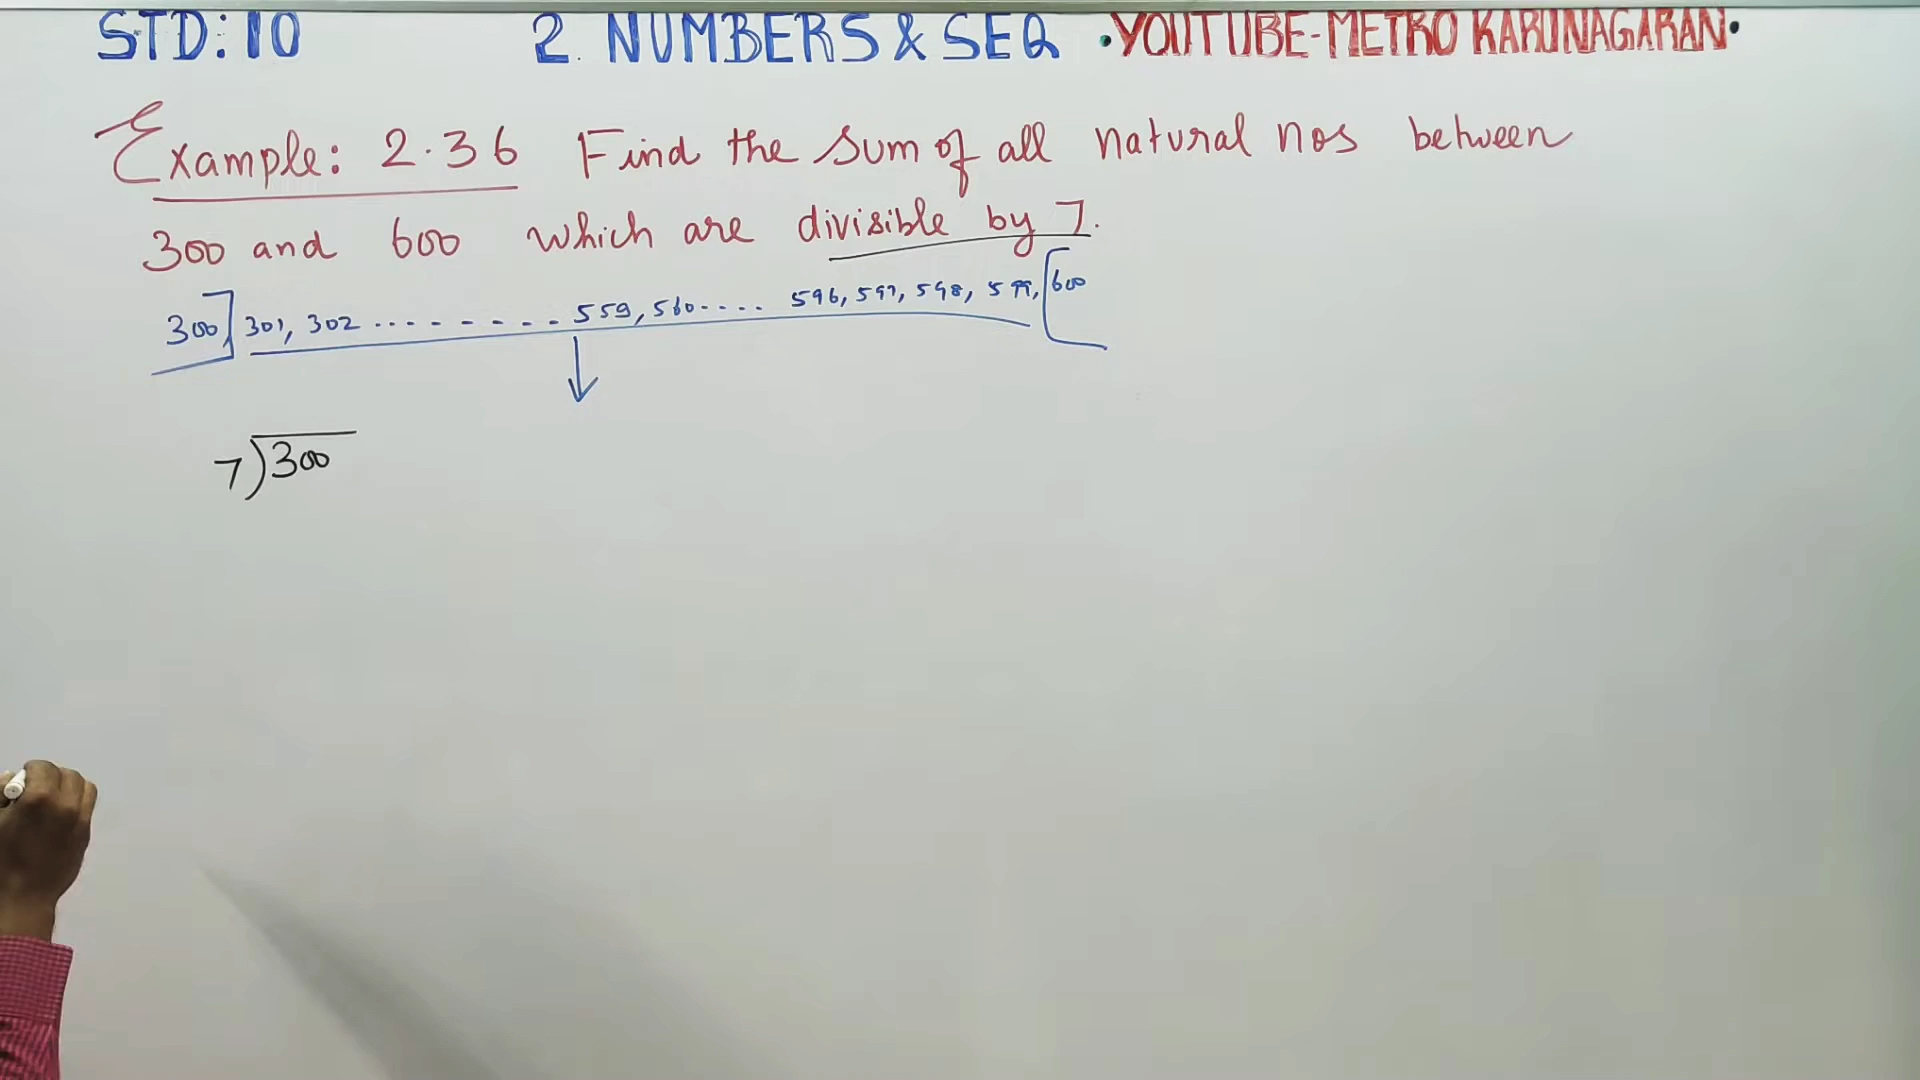 STD: 10 2. NUMBERS & SEQ •YOUTUBE-METRO KARUNAGARAN•
Example: 2.36 Find the sum of all natural nos between
300 and 600 which are divisible by 7.
300, 301, 302 ......... 559, 560.... 596, 597, 598, 599, 600
7)300